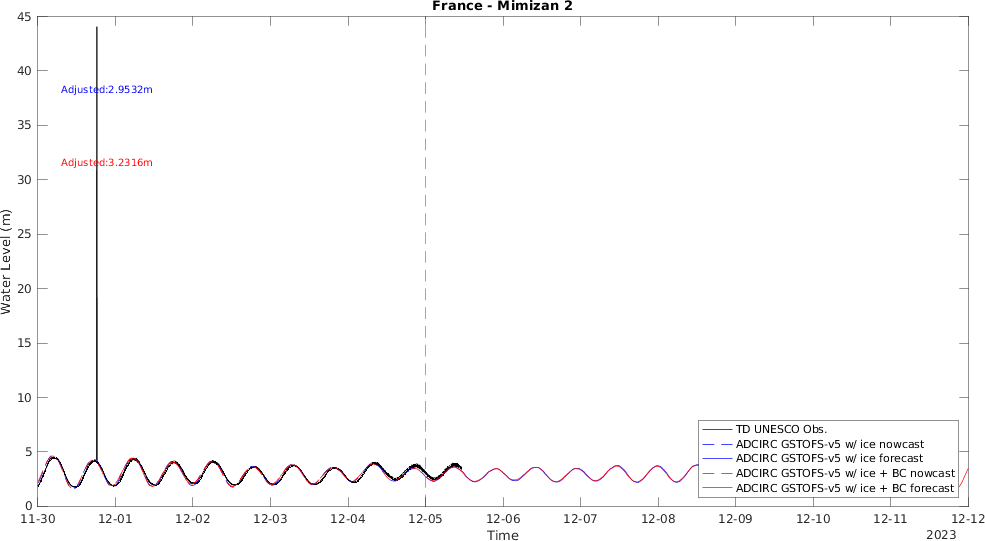 France - Mimizan 2
45
40
35
30
25
20
15
10
5
0
Water Level (m)
Adjusted:2.9532m
Adjusted:3.2316m
TD UNESCO Obs.
ADCIRC GSTOFS-v5 w/ ice nowcast
ADCIRC GSTOFS-v5 w/ ice forecast
ADCIRC GSTOFS-v5 w/ ice + BC nowcast
ADCIRC GSTOFS-v5 w/ ice + BC forecast
11-30 12-01 12-02 12-03 12-04 12-05 12-06 12-07 12-08 12-09 12-10 12-11 12-12
Time
2023